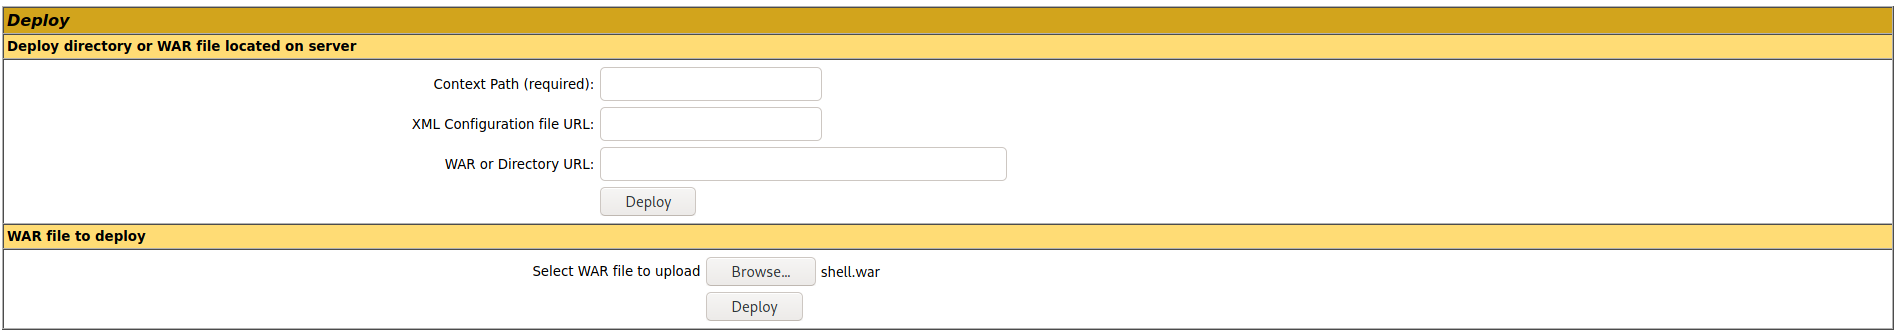 Deploy
Deploy directory or WAR file located on server
Context Path (required):
XML Configuration file URL:
WAR or Directory URL:
Deploy
WAR file to deploy
Select WAR file to upload Browse... shell.war
Deploy